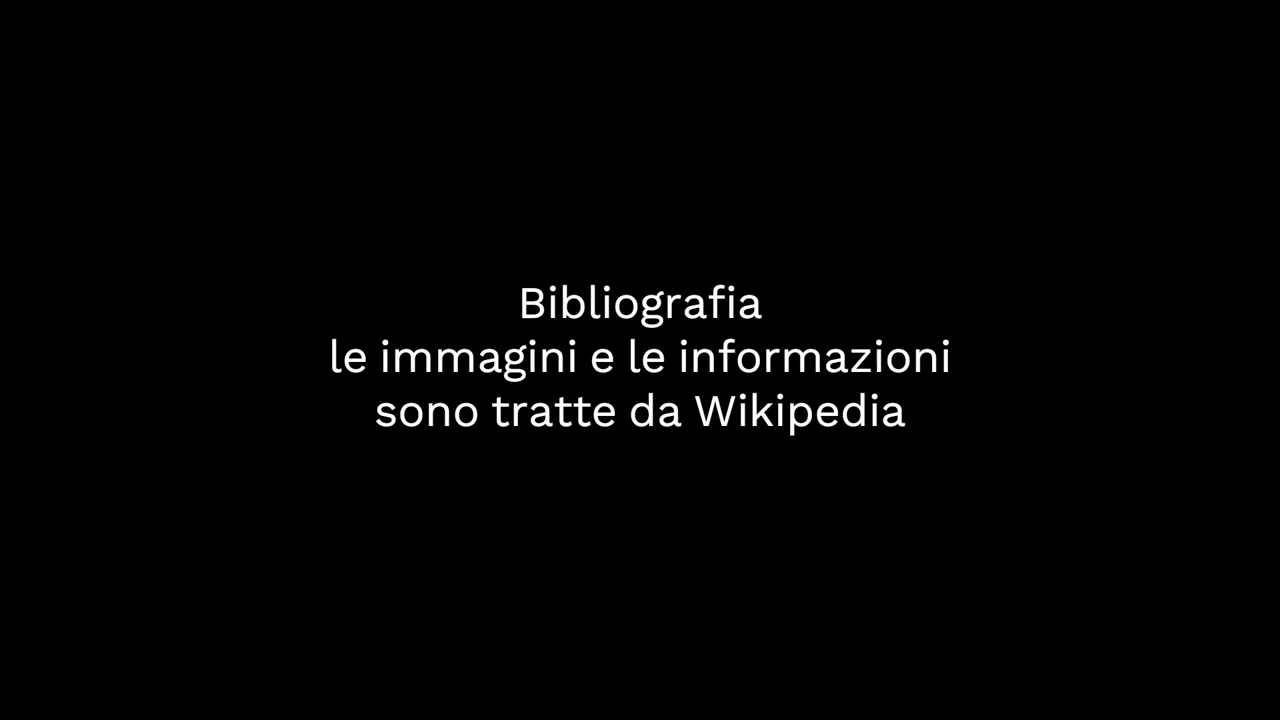 Bibliografia
le immagini e le informazioni
sono tratte da Wikipedia